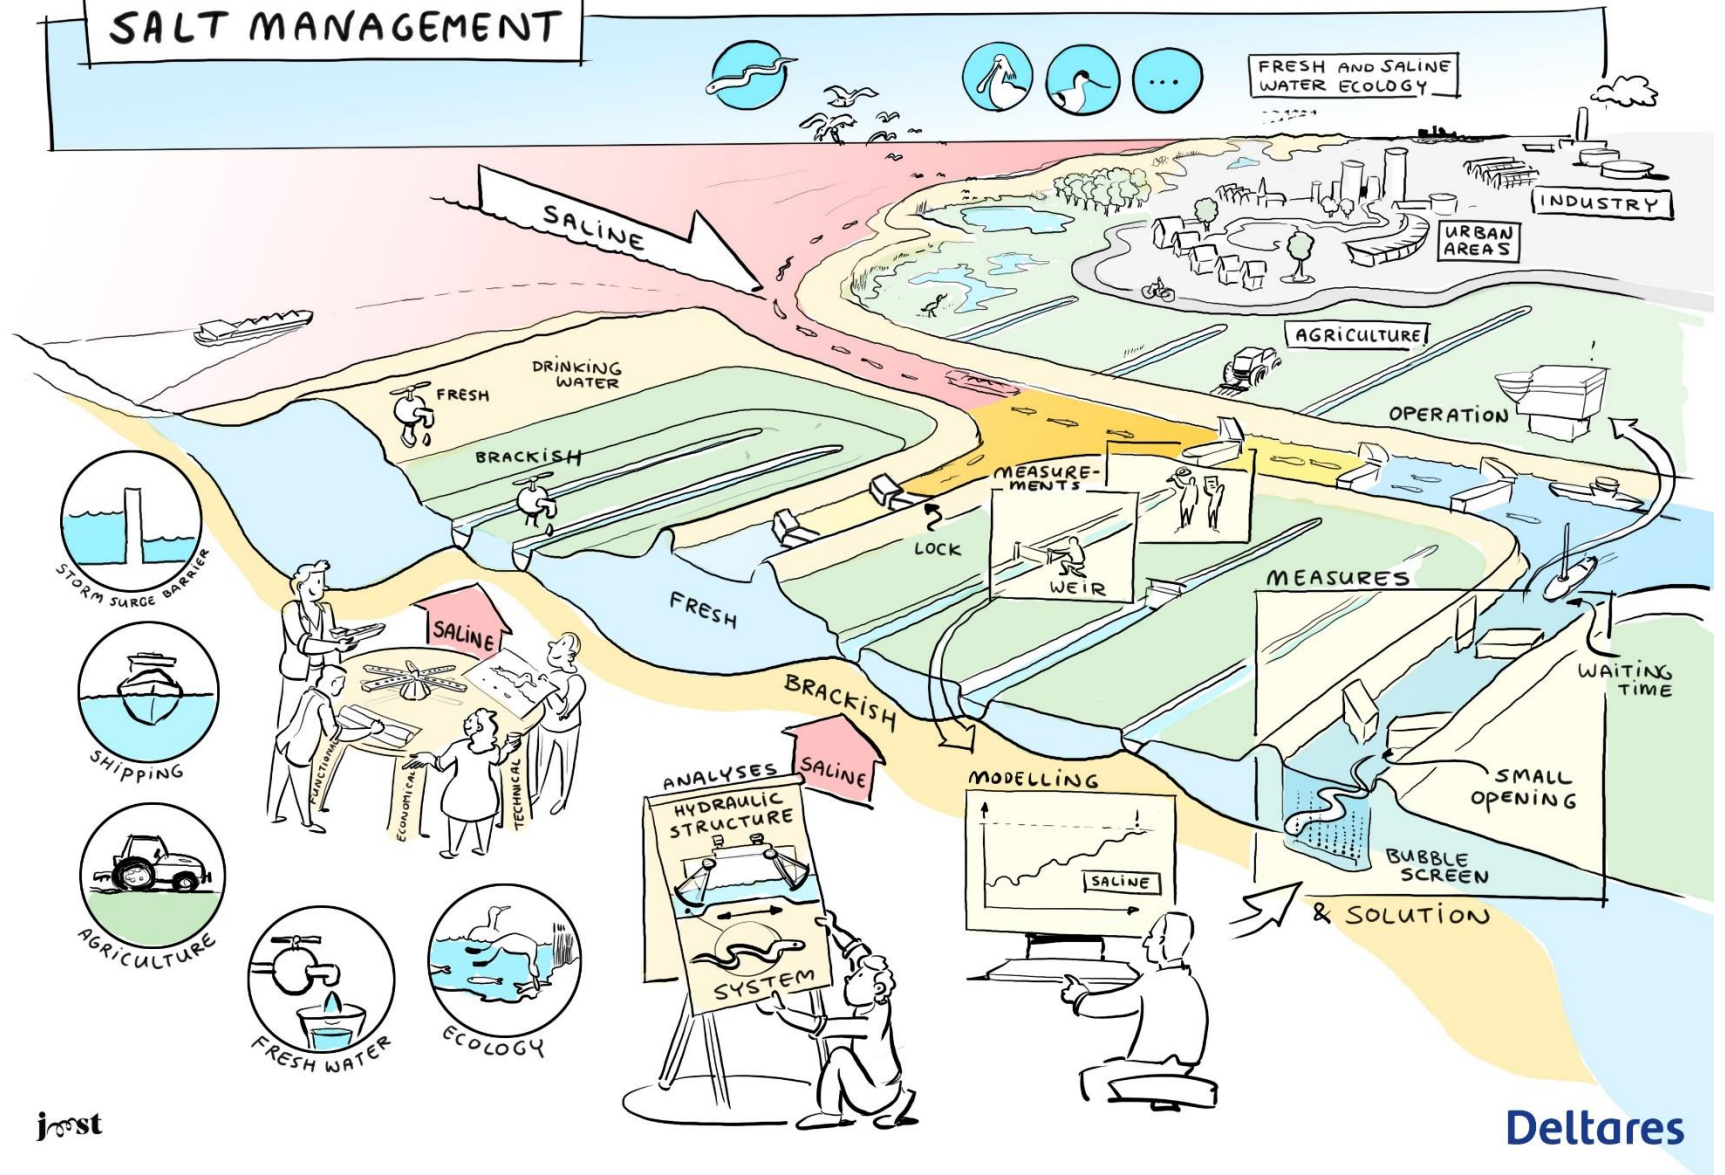 SALT MANAGEMENT
FRESH AND SALINE
WATER ECOLOGY
SALINE
INDUSTRY
URBAN
AREAS
AGRICULTURE
DRINKING
WATER
FRESH
OPERATION
BRACKISH
MEASURE-
MENTS
LOCK
WEIR
MEASURES
STORM SURGE BARRIER
FRESH
SALINE
WAITING
TIME
BRACKISH
SHIPPING
FUNCTIONAL
ECONOMICAL
TECHNICAL
SALINE
ANALYSES
HYDRAULIC
STRUCTURE
SYSTEM
MODELLING
!
SALINE
SMALL
OPENING
BUBBLE
SCREEN
& SOLUTION
AGRICULTURE
FRESH WATER
ECOLOGY
joost
Deltares